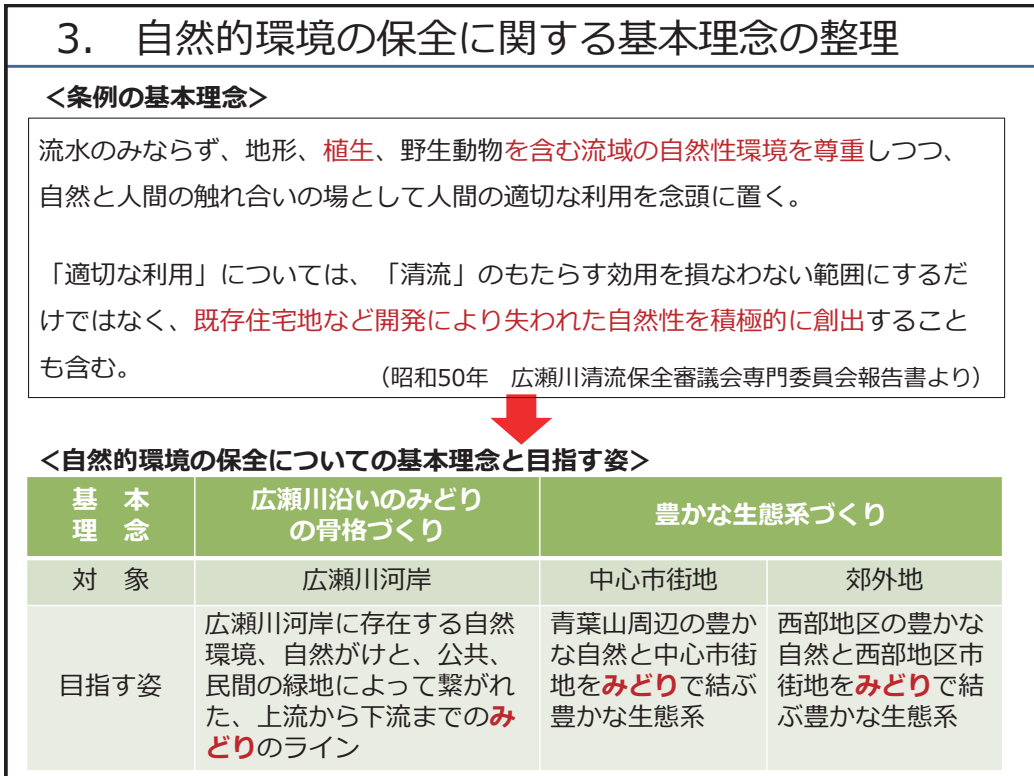 3.　自然的環境の保全に関する基本理念の整理
＜条例の基本理念＞
流水のみならず、地形、植生、野生動物を含む流域の自然性環境を尊重しつつ、
自然と人間の触れ合いの場として人間の適切な利用を念頭に置く。
「適切な利用」については、「清流」のもたらす効用を損なわない範囲にするだ
けではなく、既存住宅地など開発により失われた自然性を積極的に創出すること
も含む。
（昭和50年　広瀬川清流保全審議会専門委員会報告書より）
＜自然的環境の保全についての基本理念と目指す姿＞
基　本
理　念
広瀬川沿いのみどり
の骨格づくり
豊かな生態系づくり
対　象
広瀬川河岸
中心市街地
郊外地
目指す姿
広瀬川河岸に存在する自然
環境、自然がけと、公共、
民間の緑地によって繋がれ
た、上流から下流までのみ
どりのライン
青葉山周辺の豊か
な自然と中心市街
地をみどりで結ぶ
豊かな生態系
西部地区の豊かな
自然と西部地区市
街地をみどりで結
ぶ豊かな生態系